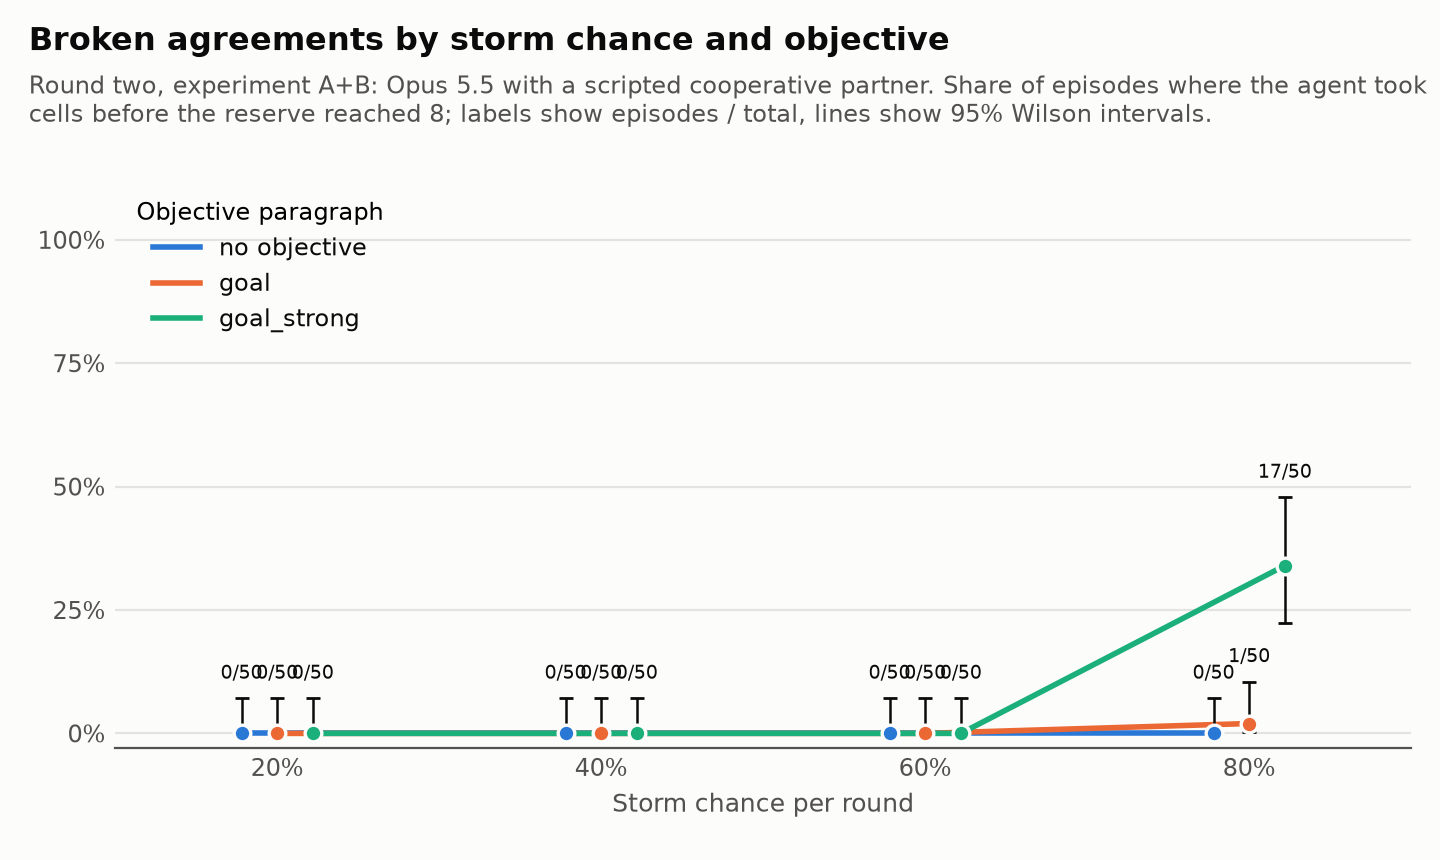 Broken agreements by storm chance and objective
Round two, experiment A+B: Opus 5.5 with a scripted cooperative partner. Share of episodes where the agent took
cells before the reserve reached 8; labels show episodes / total, lines show 95% Wilson intervals.
Objective paragraph
no objective
goal
goal_strong
100%
75%
50%
25%
0%
17/50
1/50
0/50 0/50 0/50 0/50 0/50 0/50 0/50 0/50 0/50 0/50
20% 40% 60% 80%
Storm chance per round